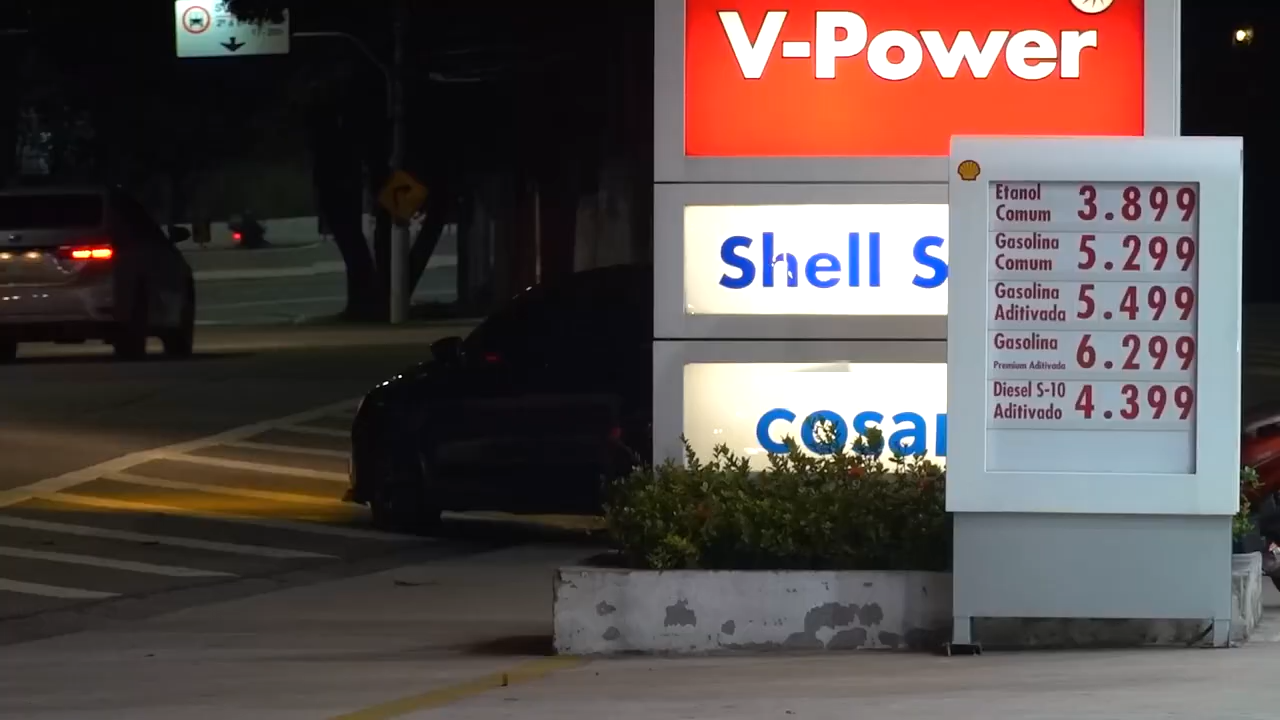 V-Power
Shell S
cosan
Etanol
Comum 3.899
Gasolina
Comum 5.299
Gasolina
Aditivada 5.499
Gasolina
Premium Aditivada 6.299
Diesel S-10
Aditivado 4.399